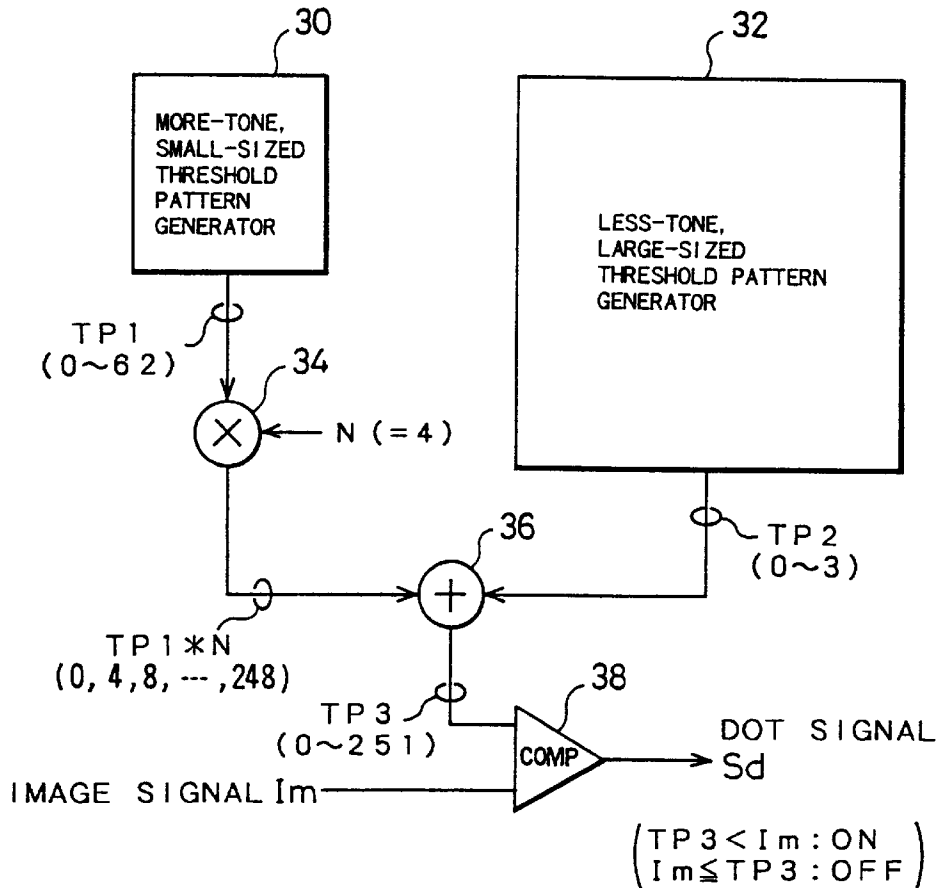 30
32
MORE-TONE,
SMALL-SIZED
THRESHOLD
PATTERN
GENERATOR
LESS-TONE,
LARGE-SIZED
THRESHOLD PATTERN
GENERATOR
TP1
(0~62)
34
×
N (=4)
36
TP2
(0~3)
+
TP1*N
(0, 4, 8, ---, 248)
38
TP3
(0~251)
COMP
DOT SIGNAL
Sd
IMAGE SIGNAL Im
(TP3<Im:ON
Im≦TP3:OFF)